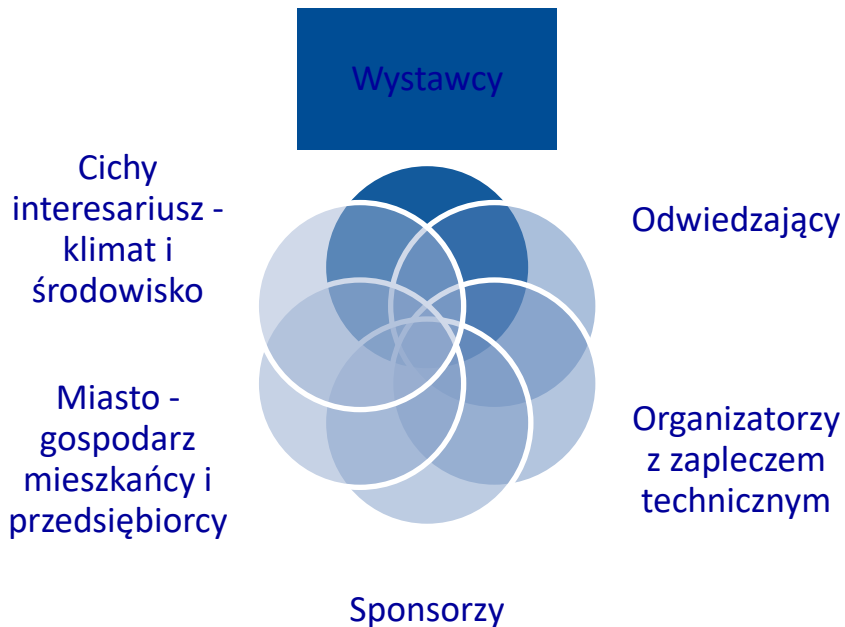 Wystawcy
Cichy
interesariusz -
klimat i
środowisko
Odwiedzający
Miasto -
gospodarz
mieszkańcy i
przedsiębiorcy
Organizatorzy
z zapleczem
technicznym
Sponsorzy